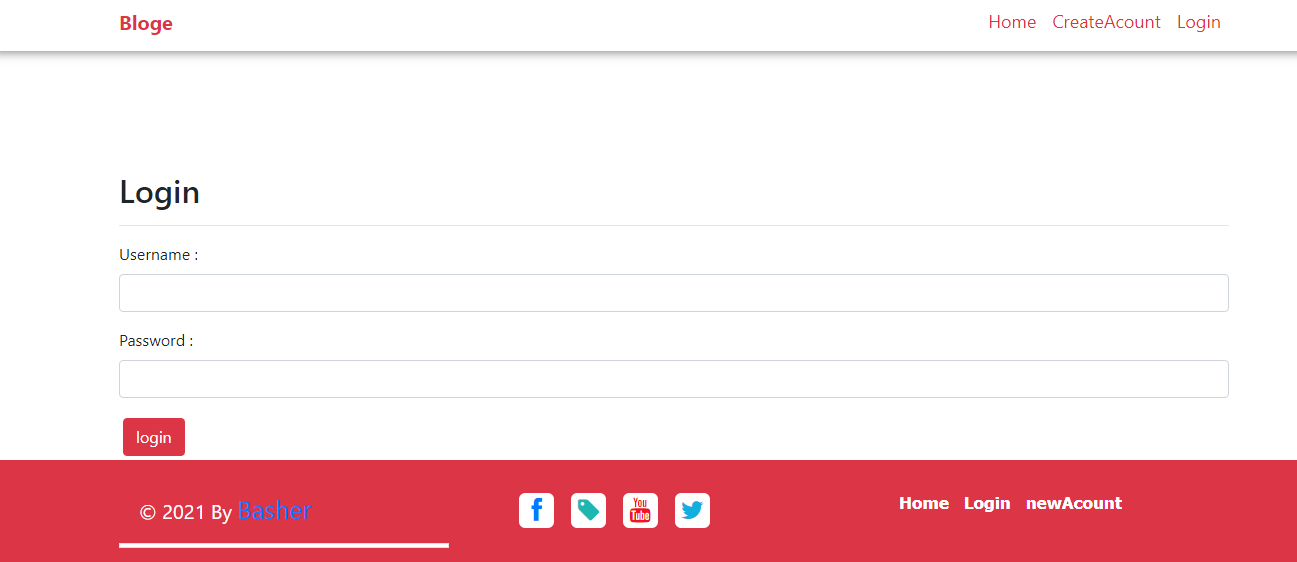 Bloge Home CreateAcount Login
Login
Username :
Password :
login
© 2021 By Basher
You
Tube
Home Login newAcount